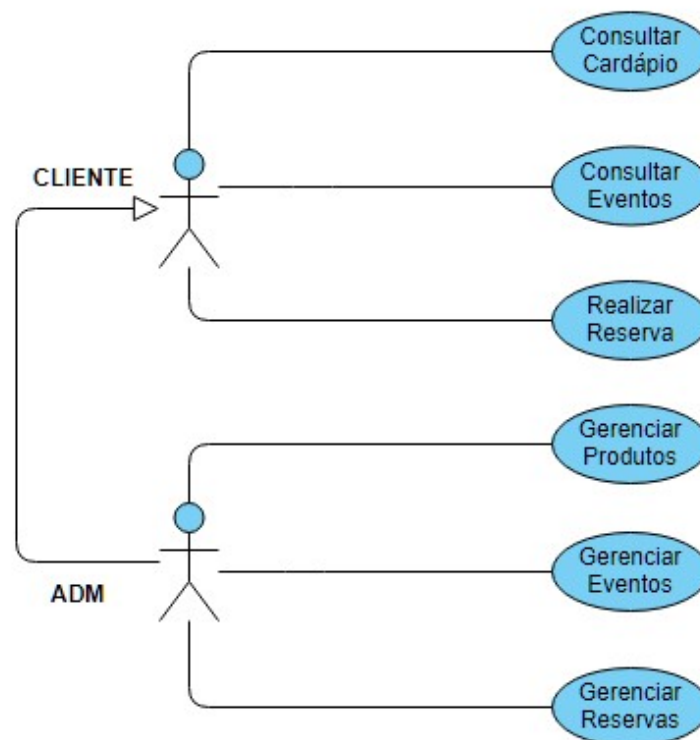 Consultar
Cardápio
CLIENTE
Consultar
Eventos
Realizar
Reserva
Gerenciar
Produtos
ADM
Gerenciar
Eventos
Gerenciar
Reservas